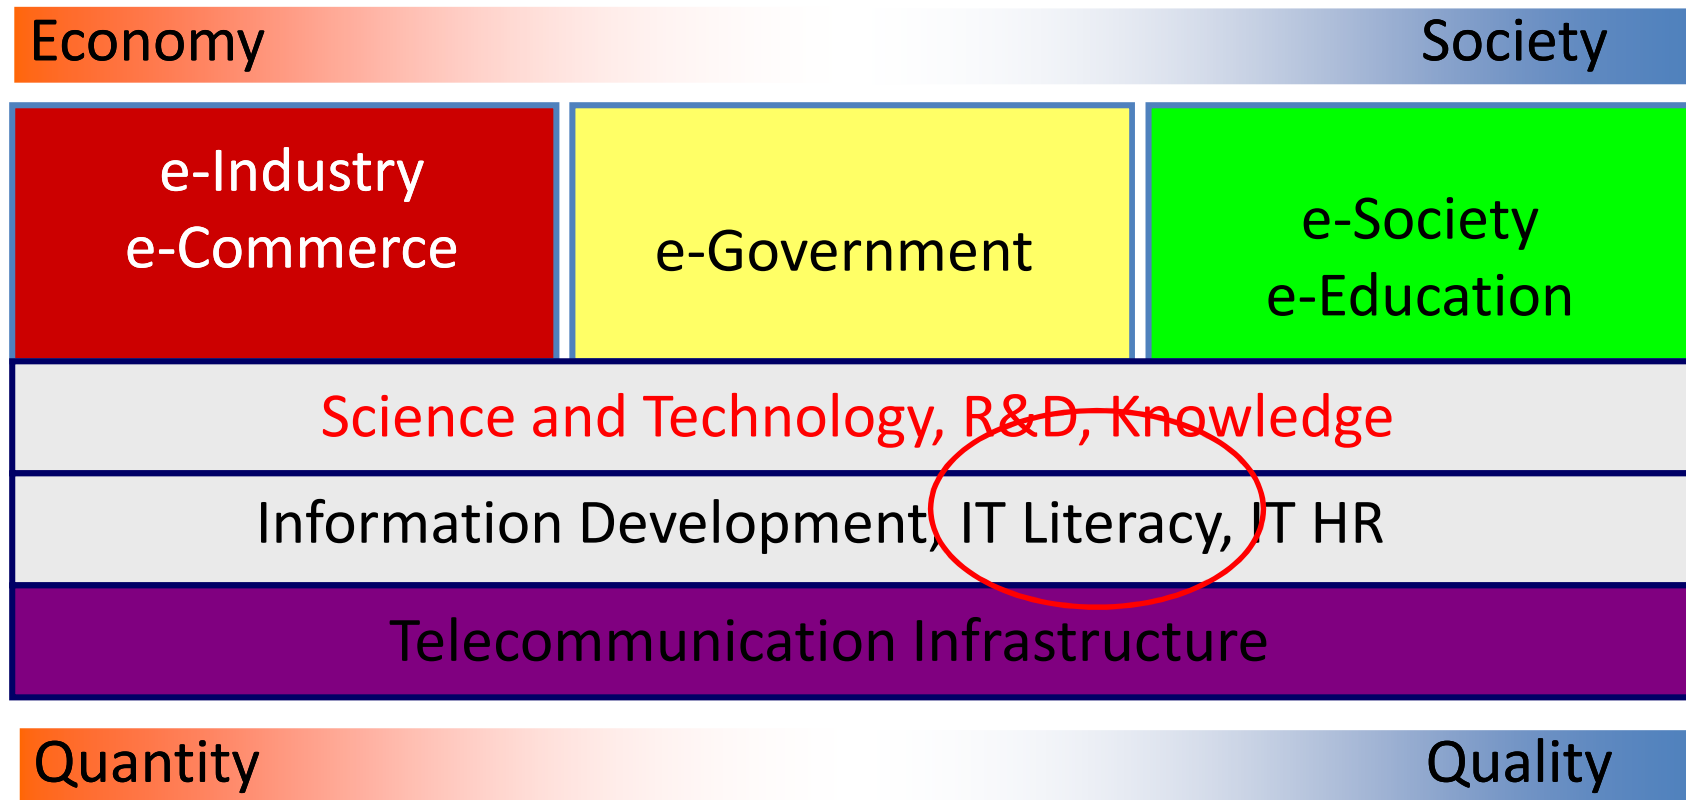 Economy
Society
e-Industry
e-Commerce
e-Government
e-Society
e-Education
Science and Technology, R&D, Knowledge
Information Development, IT Literacy, IT HR
Telecommunication Infrastructure
Quantity
Quality